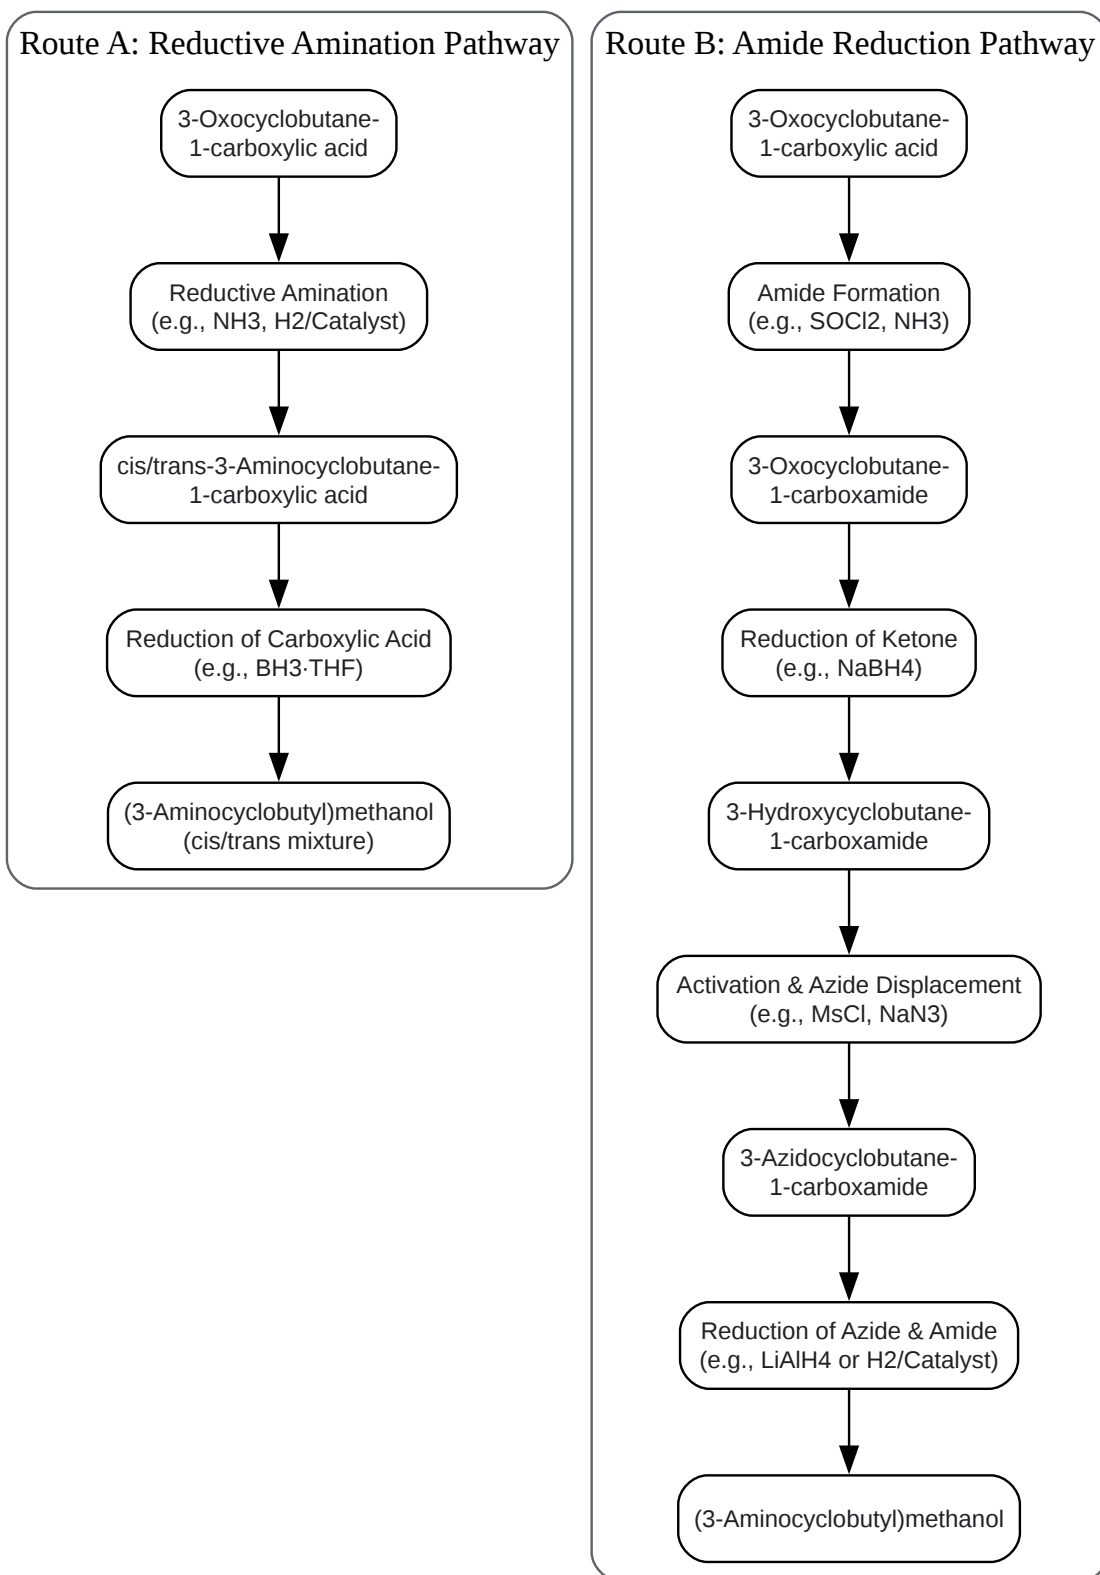 Route A: Reductive Amination Pathway
3-Oxocyclobutane-
1-carboxylic acid
Reductive Amination
(e.g., NH3, H2/Catalyst)
cis/trans-3-Aminocyclobutane-
1-carboxylic acid
Reduction of Carboxylic Acid
(e.g., BH3·THF)
(3-Aminocyclobutyl)methanol
(cis/trans mixture)
Route B: Amide Reduction Pathway
3-Oxocyclobutane-
1-carboxylic acid
Amide Formation
(e.g., SOCl2, NH3)
3-Oxocyclobutane-
1-carboxamide
Reduction of Ketone
(e.g., NaBH4)
3-Hydroxycyclobutane-
1-carboxamide
Activation & Azide Displacement
(e.g., MsCl, NaN3)
3-Azidocyclobutane-
1-carboxamide
Reduction of Azide & Amide
(e.g., LiAlH4 or H2/Catalyst)
(3-Aminocyclobutyl)methanol